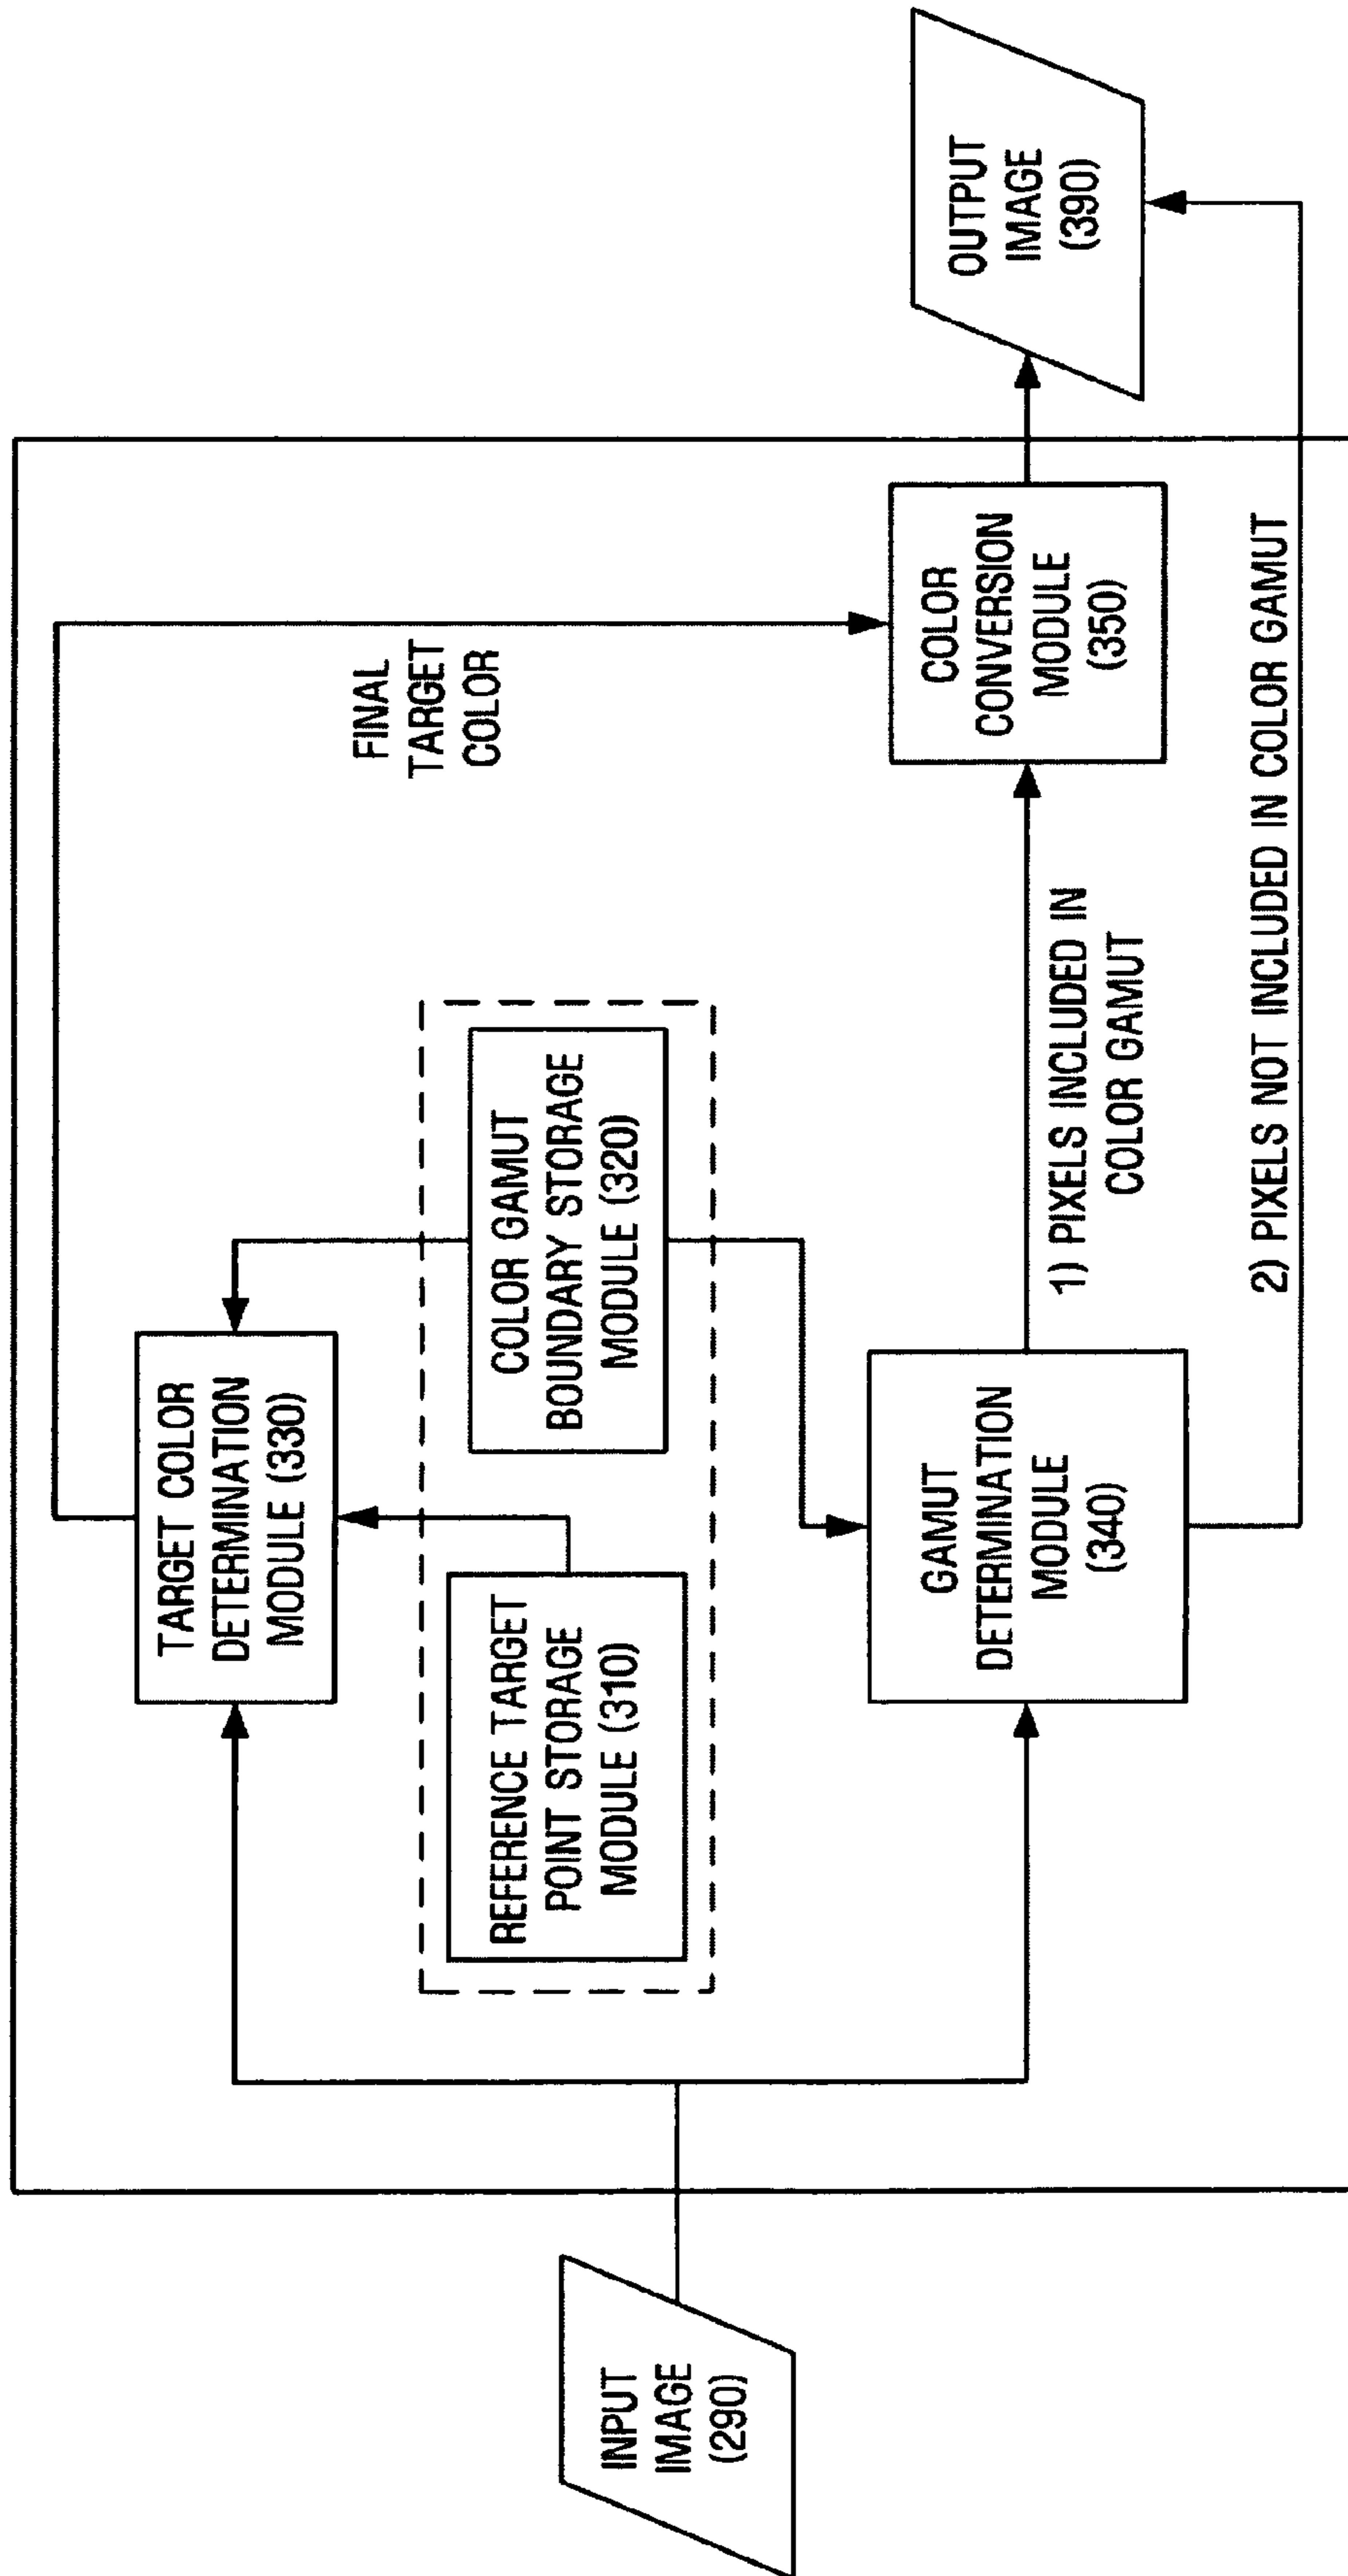 INPUT
IMAGE
(290)
TARGET COLOR
DETERMINATION
MODULE (330)
REFERENCE TARGET
POINT STORAGE
MODULE (310)
COLOR GAMUT
BOUNDARY STORAGE
MODULE (320)
FINAL
TARGET
COLOR
GAMUT
DETERMINATION
MODULE
(340)
1) PIXELS INCLUDED IN
COLOR GAMUT
2) PIXELS NOT INCLUDED IN COLOR GAMUT
COLOR
CONVERSION
MODULE
(350)
OUTPUT
IMAGE
(390)